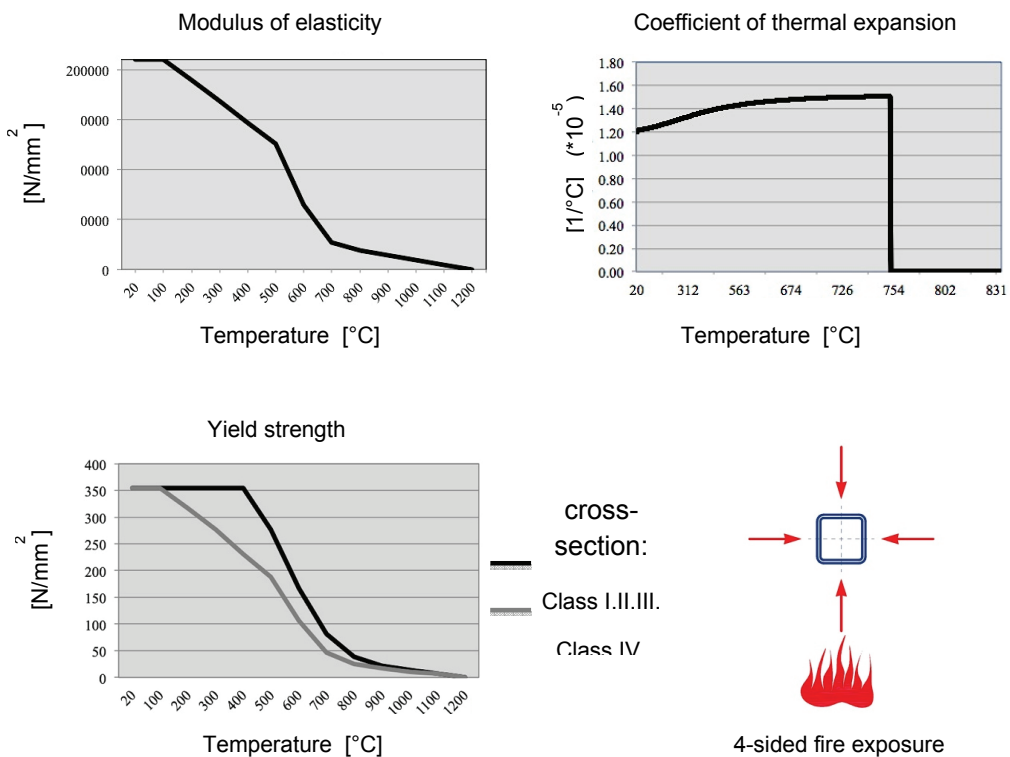 Modulus of elasticity
200000
0000
0000
0000
0
[N/mm 2 ]
20 100 200 300 400 500 600 700 800 900 1000 1100 1200
Temperature [°C]
Coefficient of thermal expansion
1.80
1.60
1.40
1.20
1.00
0.80
0.60
0.40
0.20
0.00
[1/°C] (*10 -5 )
20 312 563 674 726 754 802 831
Temperature [°C]
Yield strength
400
350
300
250
200
150
100
50
0
[N/mm 2 ]
20 100 200 300 400 500 600 700 800 900 1000 1100 1200
Temperature [°C]
cross-
section:
Class I.II.III.
Class IV
4-sided fire exposure